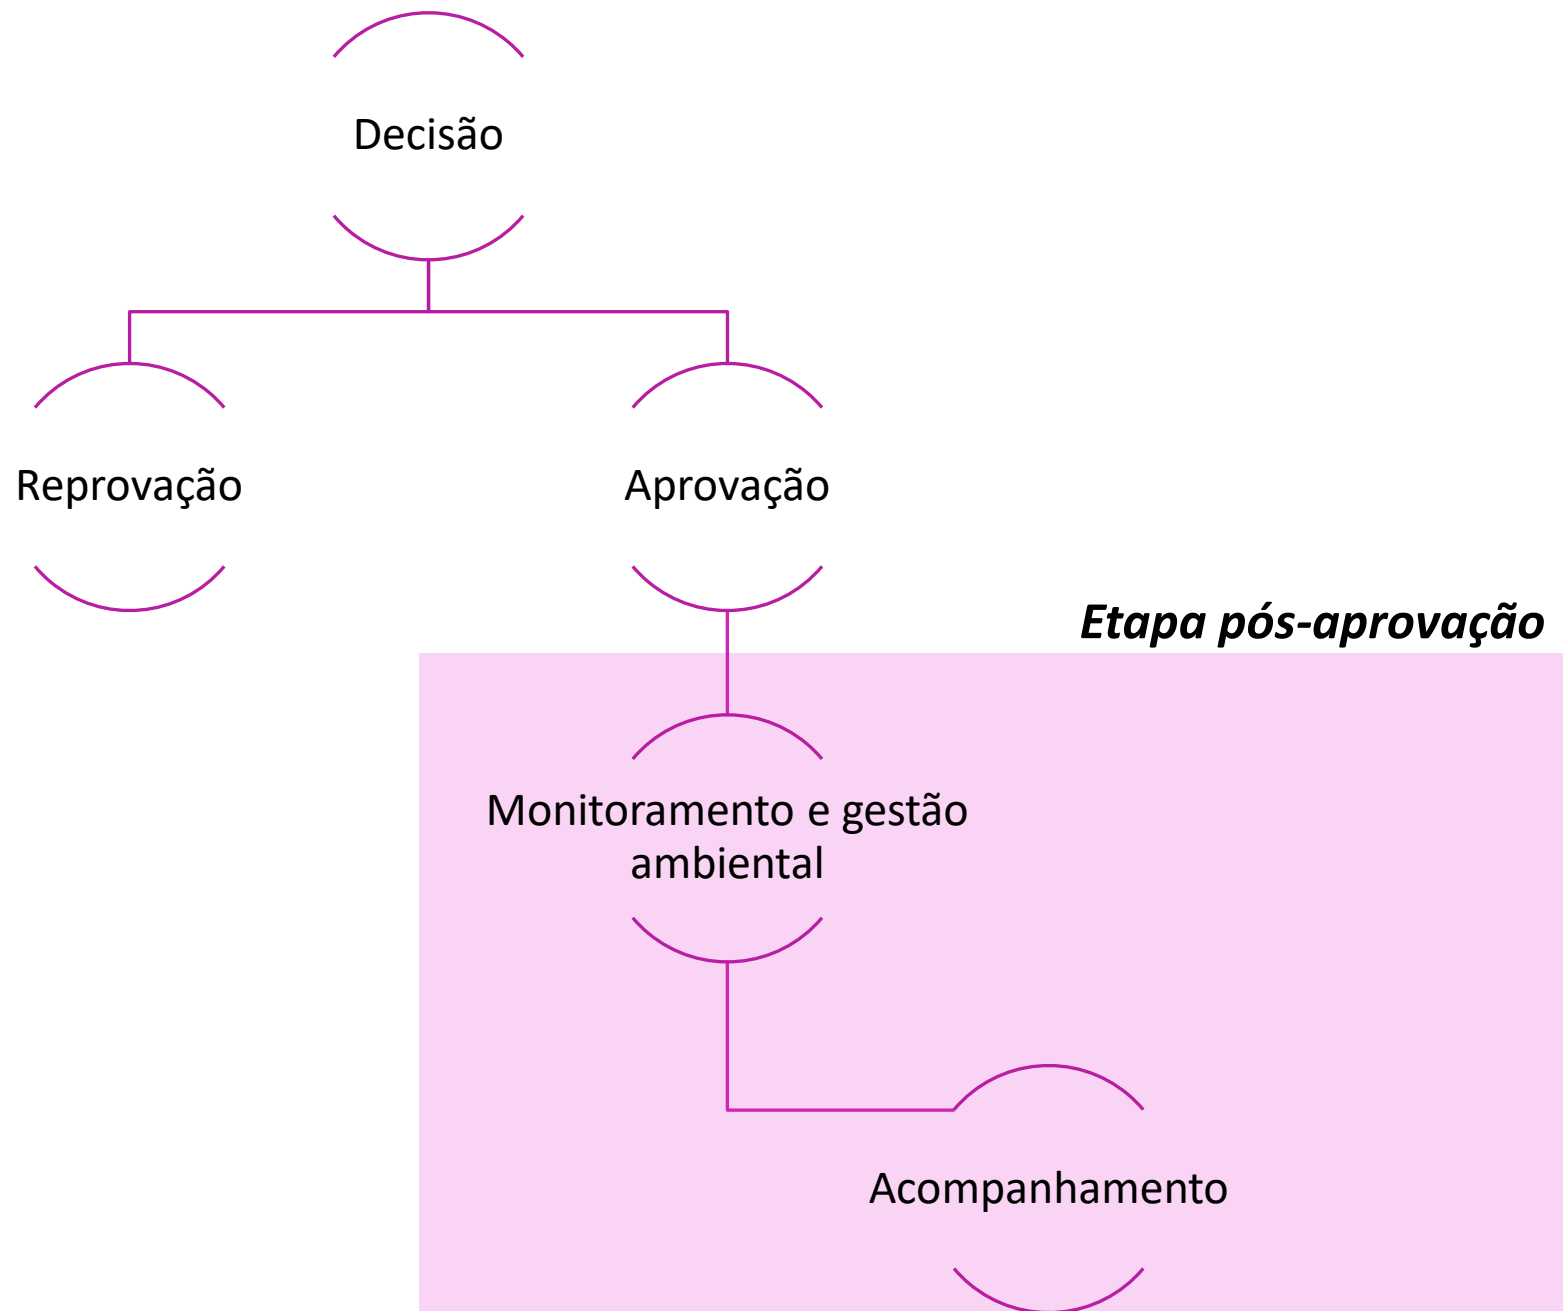 Decisão
Reprovação
Aprovação
Etapa pós-aprovação
Monitoramento e gestão
ambiental
Acompanhamento